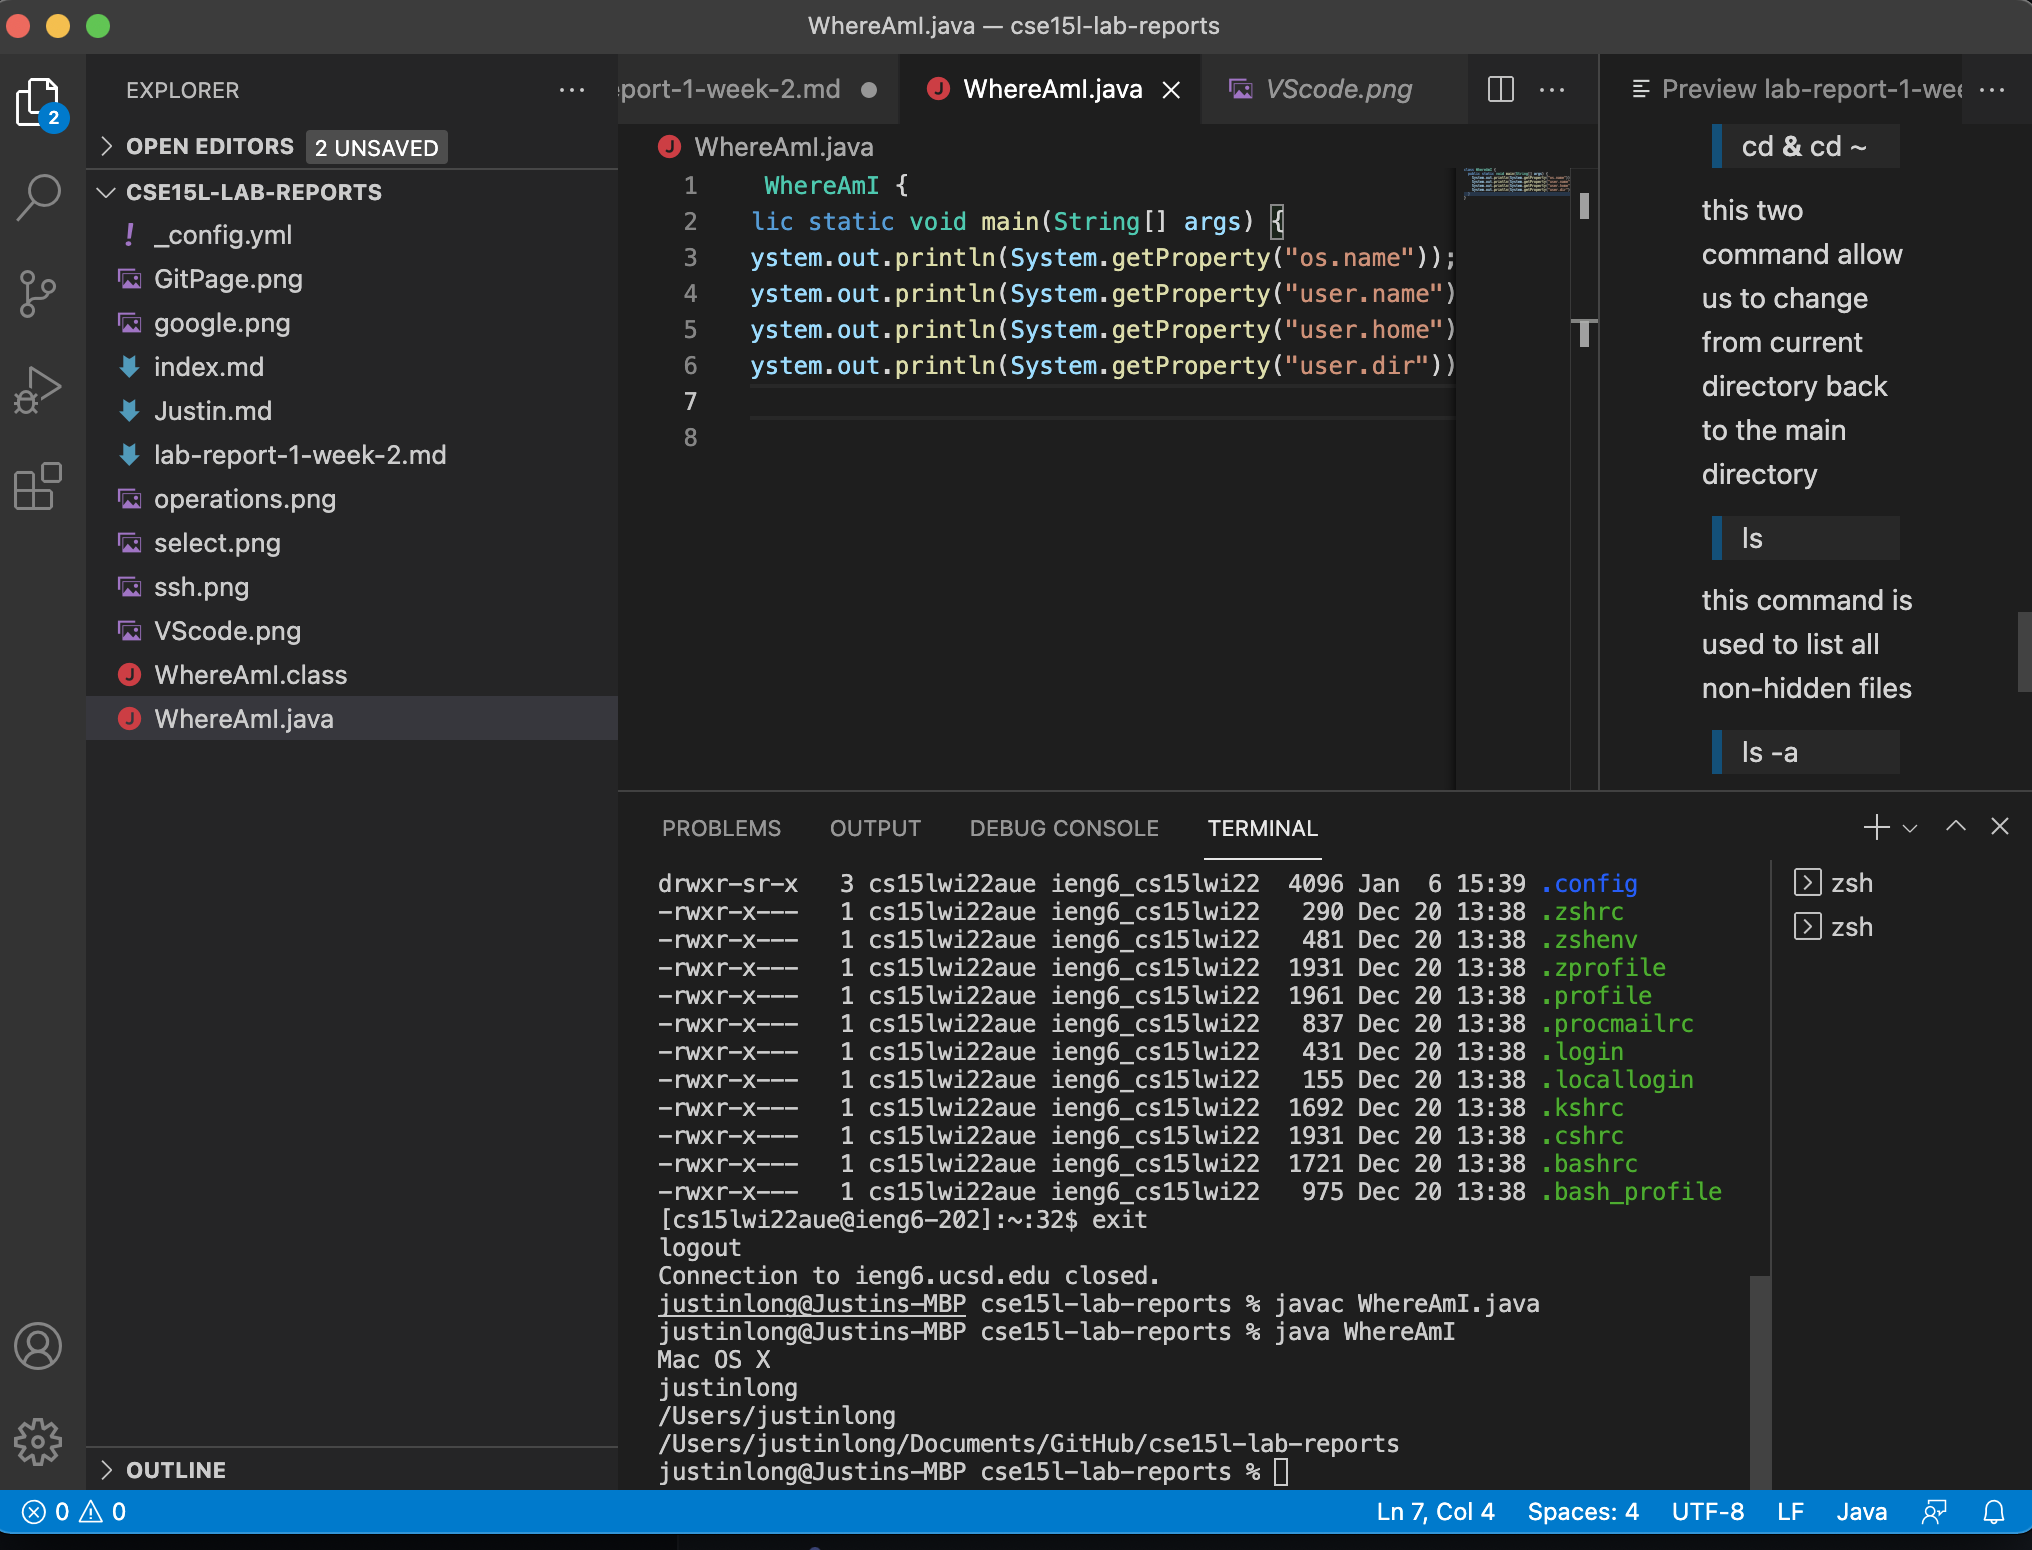 WhereAmI.java — cse15l-lab-reports
EXPLORER
2
OPEN EDITORS 2 UNSAVED
CSE15L-LAB-REPORTS
_config.yml
GitPage.png
google.png
index.md
Justin.md
lab-report-1-week-2.md
operations.png
select.png
ssh.png
VScode.png
WhereAmI.class
WhereAmI.java
OUTLINE
port-1-week-2.md
WhereAmI.java
VScode.png
WhereAmI.java
1 WhereAmI {
2 lic static void main(String[] args) {
3 ystem.out.println(System.getProperty("os.name"));
4 ystem.out.println(System.getProperty("user.name")
5 ystem.out.println(System.getProperty("user.home")
6 ystem.out.println(System.getProperty("user.dir"))
7
8
Preview lab-report-1-wee
cd & cd ~
this two
command allow
us to change
from current
directory back
to the main
directory
ls
this command is
used to list all
non-hidden files
ls -a
PROBLEMS OUTPUT DEBUG CONSOLE TERMINAL
drwxr-sr-x 3 cs15lwi22aue ieng6_cs15lwi22 4096 Jan 6 15:39 .config
-rwxr-x--- 1 cs15lwi22aue ieng6_cs15lwi22 290 Dec 20 13:38 .zshrc
-rwxr-x--- 1 cs15lwi22aue ieng6_cs15lwi22 481 Dec 20 13:38 .zshenv
-rwxr-x--- 1 cs15lwi22aue ieng6_cs15lwi22 1931 Dec 20 13:38 .zprofile
-rwxr-x--- 1 cs15lwi22aue ieng6_cs15lwi22 1961 Dec 20 13:38 .profile
-rwxr-x--- 1 cs15lwi22aue ieng6_cs15lwi22 837 Dec 20 13:38 .procmailrc
-rwxr-x--- 1 cs15lwi22aue ieng6_cs15lwi22 431 Dec 20 13:38 .login
-rwxr-x--- 1 cs15lwi22aue ieng6_cs15lwi22 155 Dec 20 13:38 .locallogin
-rwxr-x--- 1 cs15lwi22aue ieng6_cs15lwi22 1692 Dec 20 13:38 .kshrc
-rwxr-x--- 1 cs15lwi22aue ieng6_cs15lwi22 1931 Dec 20 13:38 .cshrc
-rwxr-x--- 1 cs15lwi22aue ieng6_cs15lwi22 1721 Dec 20 13:38 .bashrc
-rwxr-x--- 1 cs15lwi22aue ieng6_cs15lwi22 975 Dec 20 13:38 .bash_profile
[cs15lwi22aue@ieng6-202]:~:32$ exit
logout
Connection to ieng6.ucsd.edu closed.
justinlong@Justins-MBP cse15l-lab-reports % javac WhereAmI.java
justinlong@Justins-MBP cse15l-lab-reports % java WhereAmI
Mac OS X
justinlong
/Users/justinlong
/Users/justinlong/Documents/GitHub/cse15l-lab-reports
justinlong@Justins-MBP cse15l-lab-reports %
zsh
zsh
0 0
Ln 7, Col 4 Spaces: 4 UTF-8 LF Java